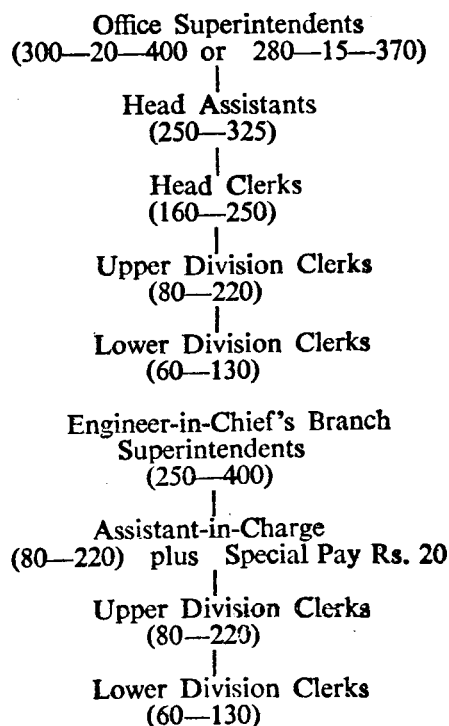 Office Superintendents
(300—20—400 or 280—15—370)
Head Assistants
(250—325)
Head Clerks
(160—250)
Upper Division Clerks
(80—220)
Lower Division Clerks
(60—130)
Engineer-in-Chief's Branch
Superintendents
(250—400)
Assistant-in-Charge
(80—220) plus Special Pay Rs. 20
Upper Division Clerks
(80—220)
Lower Division Clerks
(60—130)